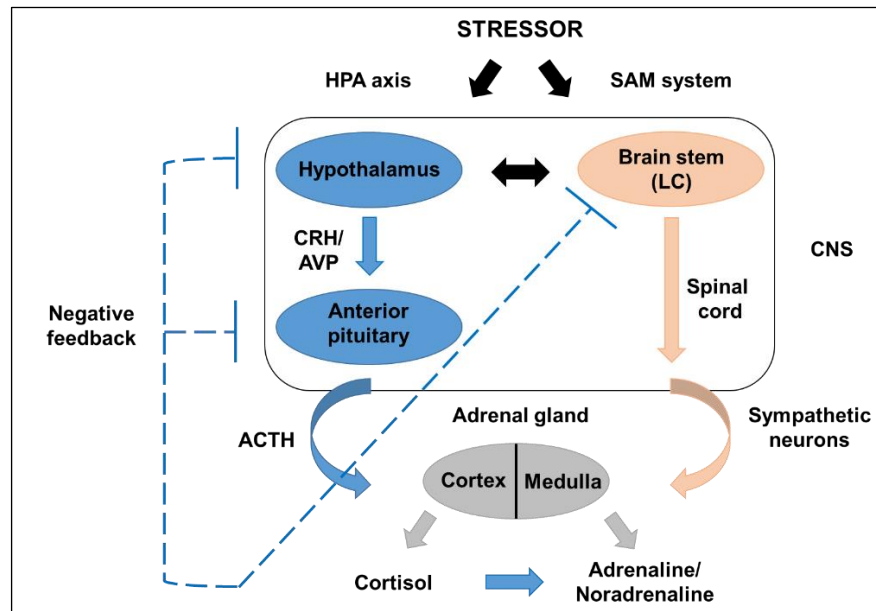 STRESSOR
HPA axis
SAM system
Hypothalamus
Brain stem
(LC)
CRH/
AVP
CNS
Spinal
cord
Negative
feedback
Anterior
pituitary
Adrenal gland
ACTH
Sympathetic
neurons
Cortex
Medulla
Cortisol
Adrenaline/
Noradrenaline